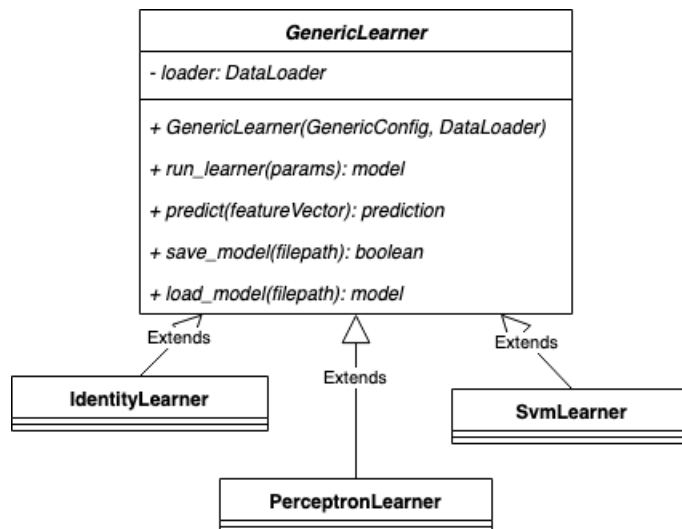 GenericLearner
- loader: DataLoader
+ GenericLearner(GenericConfig, DataLoader)
+ run_learner(params): model
+ predict(featureVector): prediction
+ save_model(filepath): boolean
+ load_model(filepath): model
Extends
Extends
Extends
IdentityLearner
SvmLearner
PerceptronLearner